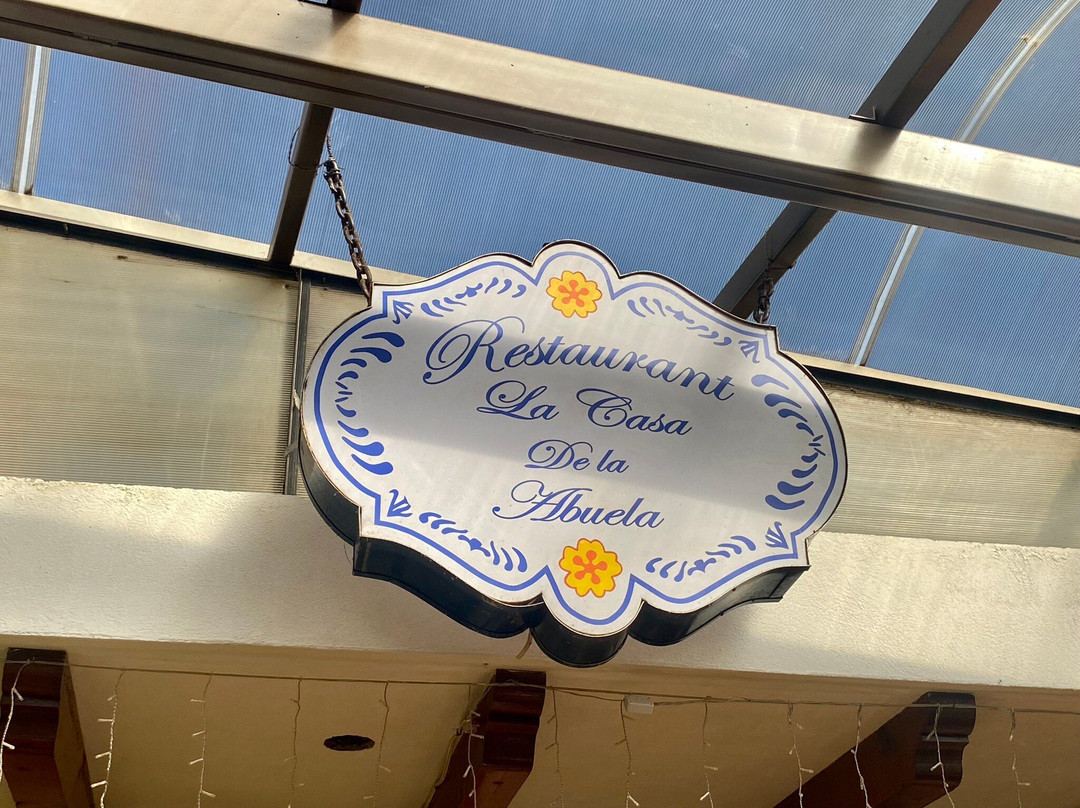 Restaurant
La Casa
De la
Abuela